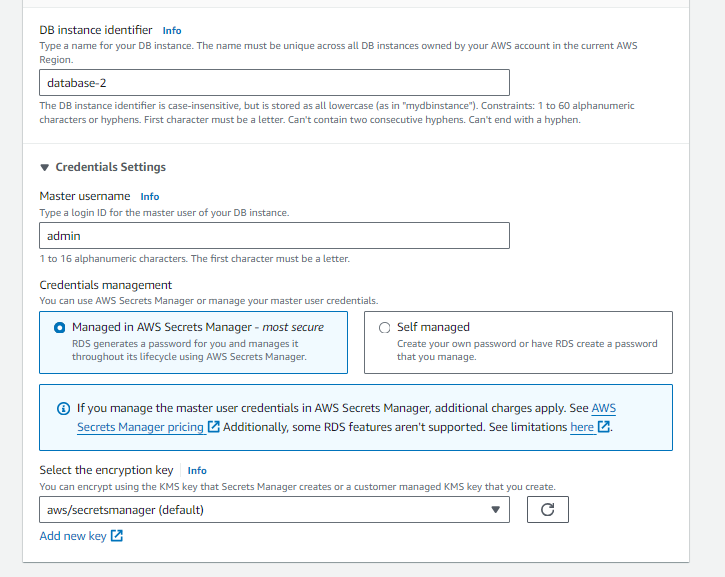 DB instance identifier Info
Type a name for your DB instance. The name must be unique across all DB instances owned by your AWS account in the current AWS
Region.
database-2
The DB instance identifier is case-insensitive, but is stored as all lowercase (as in "mydbinstance"). Constraints: 1 to 60 alphanumeric
characters or hyphens. First character must be a letter. Can't contain two consecutive hyphens. Can't end with a hyphen.
Credentials Settings
Master username Info
Type a login ID for the master user of your DB instance.
admin
1 to 16 alphanumeric characters. The first character must be a letter.
Credentials management
You can use AWS Secrets Manager or manage your master user credentials.
Managed in AWS Secrets Manager - most secure
RDS generates a password for you and manages it
throughout its lifecycle using AWS Secrets Manager.
Self managed
Create your own password or have RDS create a password
that you manage.
If you manage the master user credentials in AWS Secrets Manager, additional charges apply. See AWS
Secrets Manager pricing Additionally, some RDS features aren't supported. See limitations here .
Select the encryption key Info
You can encrypt using the KMS key that Secrets Manager creates or a customer managed KMS key that you create.
aws/secretsmanager (default)
Add new key